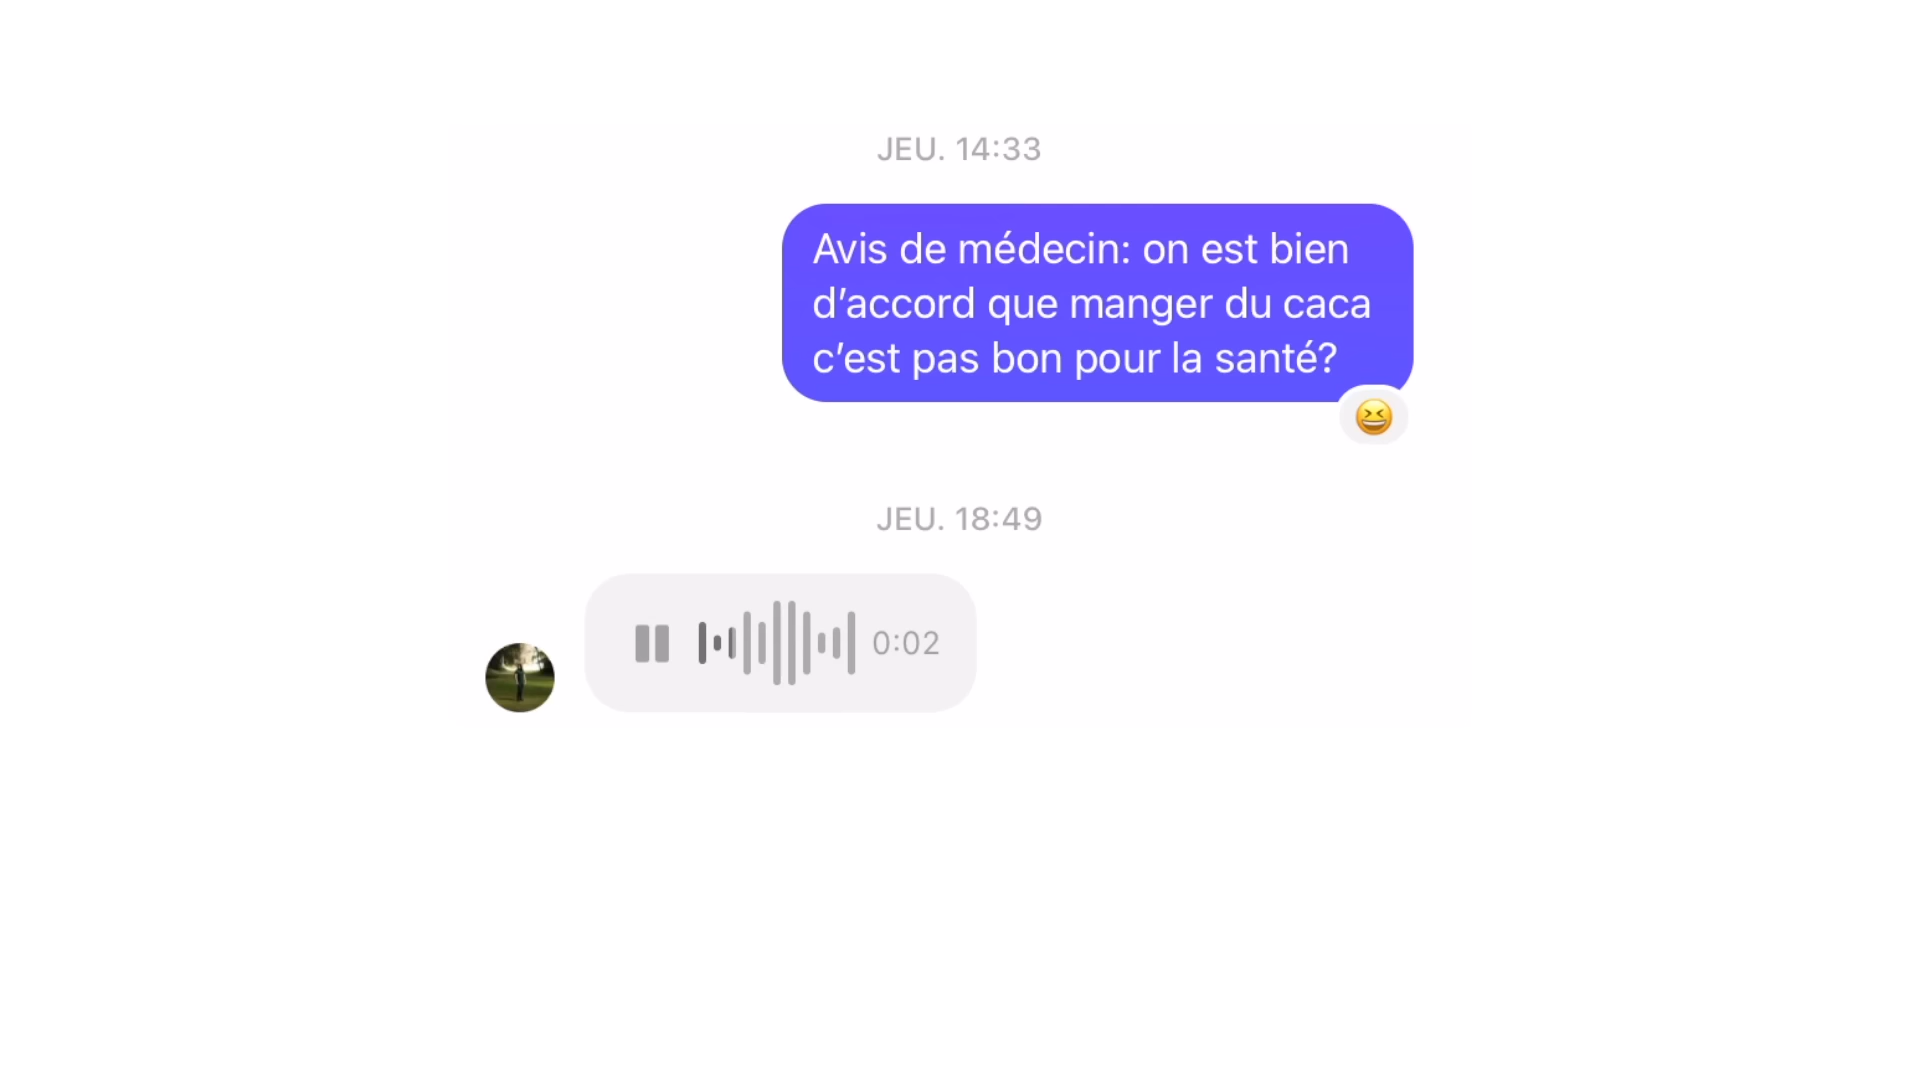 JEU. 14:33
Avis de médecin: on est bien
d’accord que manger du caca
c’est pas bon pour la santé?
JEU. 18:49
0:02